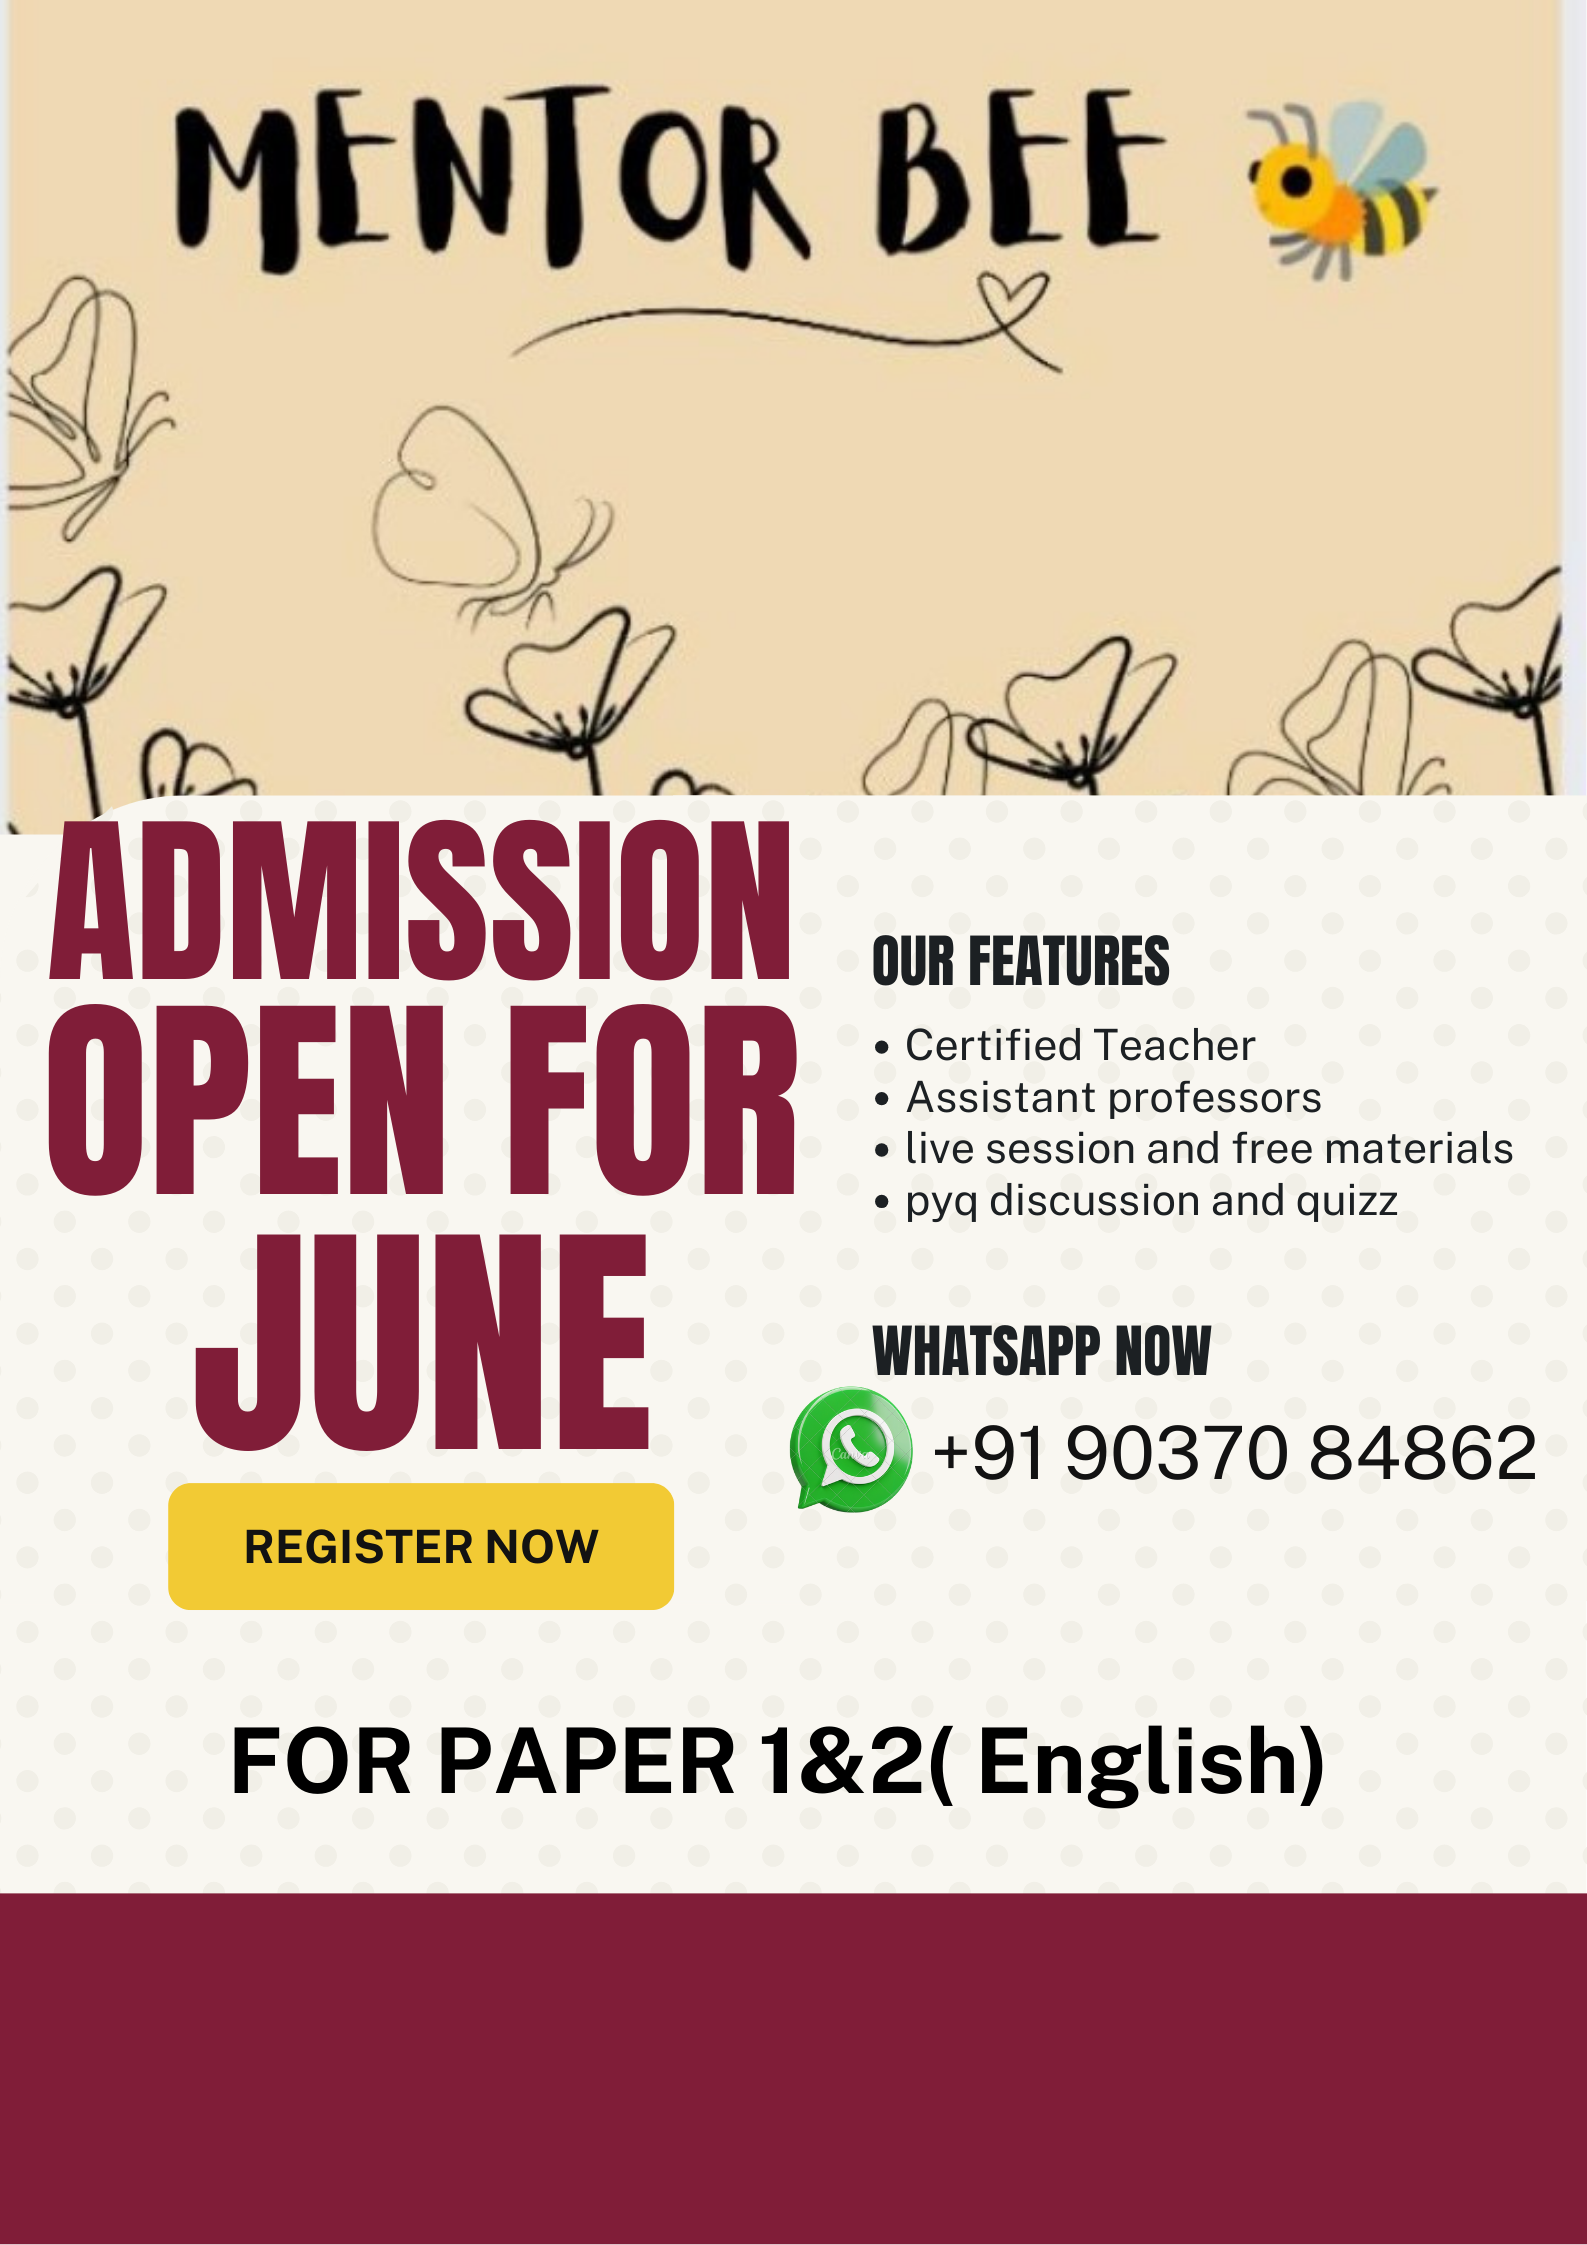 MENTOR BEE
ADMISSION
OPEN FOR
JUNE
REGISTER NOW
OUR FEATURES
• Certified Teacher
• Assistant professors
• live session and free materials
• pyq discussion and quizz
WHATSAPP NOW
Canva
+91 90370 84862
FOR PAPER 1&2( English)